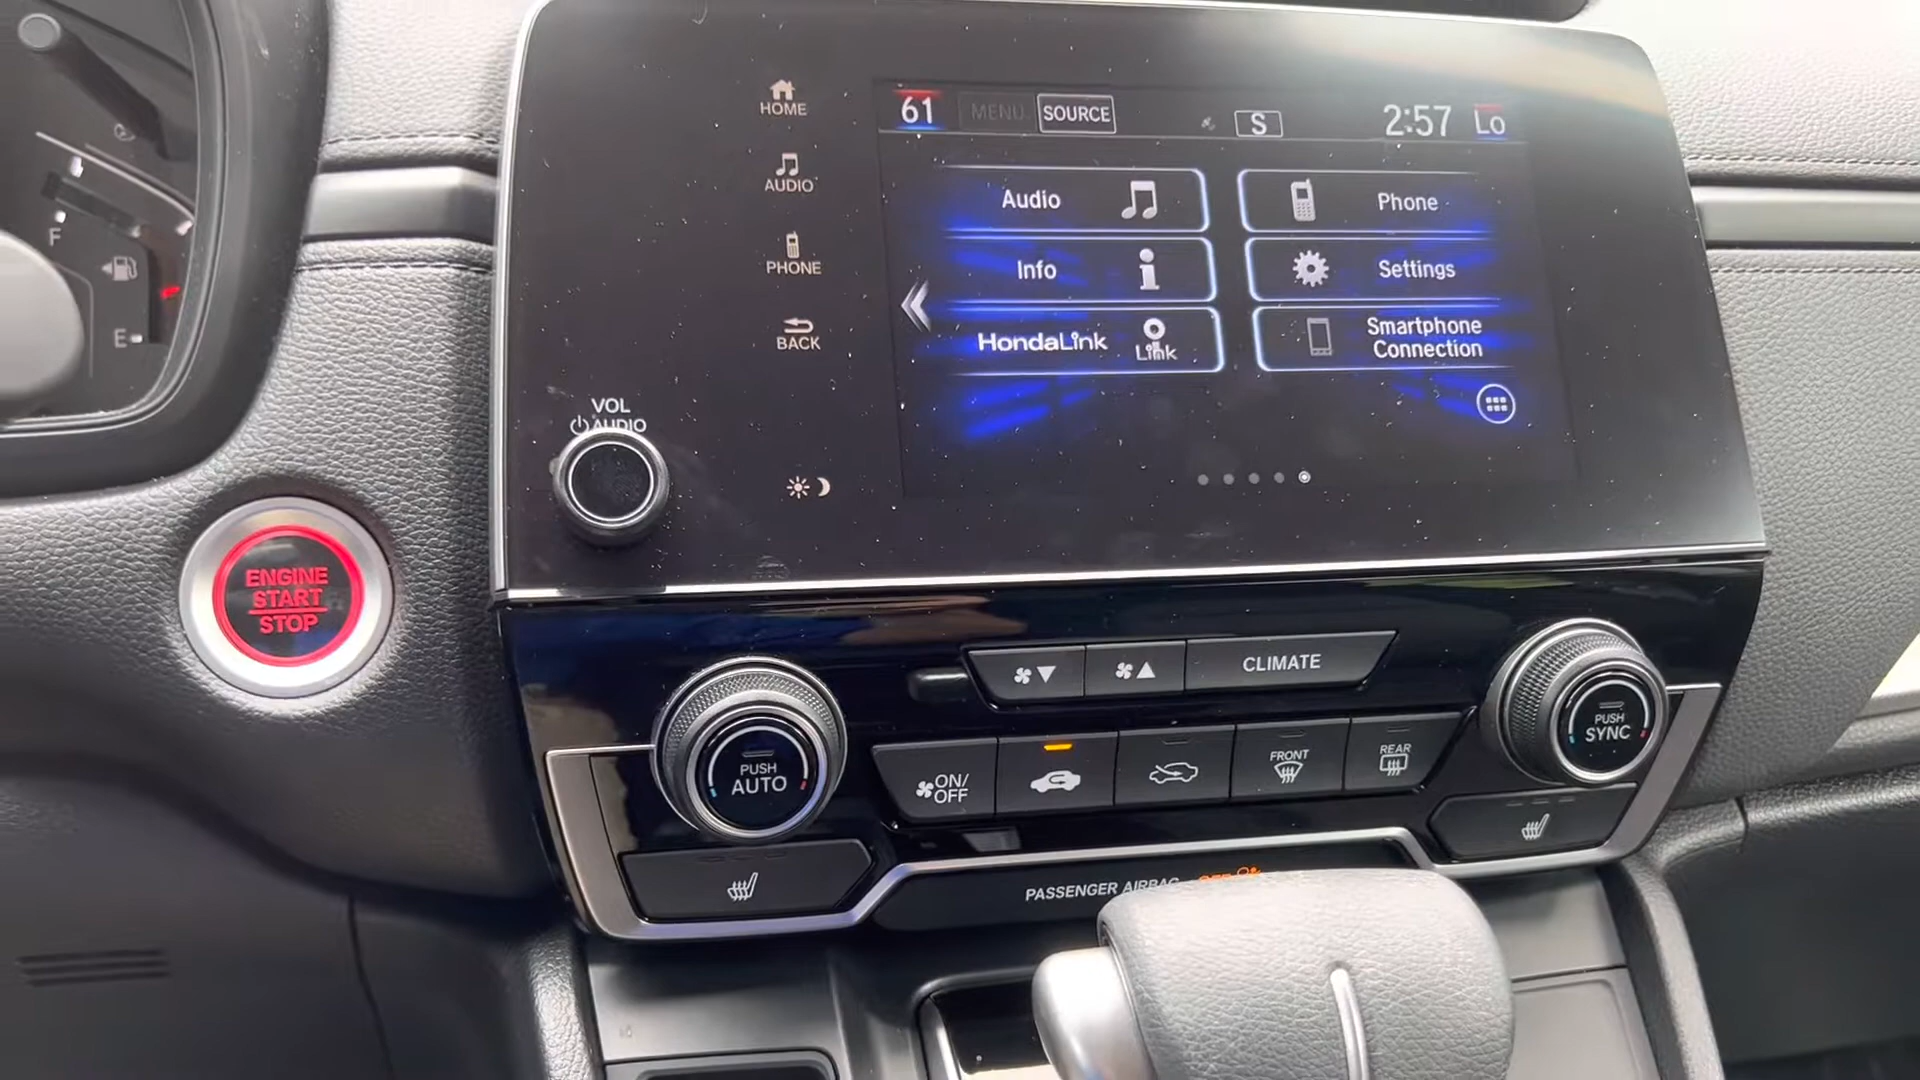 HOME
AUDIO
PHONE
BACK
VOL
AUDIO
61
MENU
SOURCE
S
2:57
Lo
Audio
Phone
Info
Settings
HondaLink
Link
Smartphone
Connection
F
E
ENGINE
START
STOP
CLIMATE
PUSH
AUTO
ON/
OFF
FRONT
REAR
PUSH
SYNC
PASSENGER AIRBAG